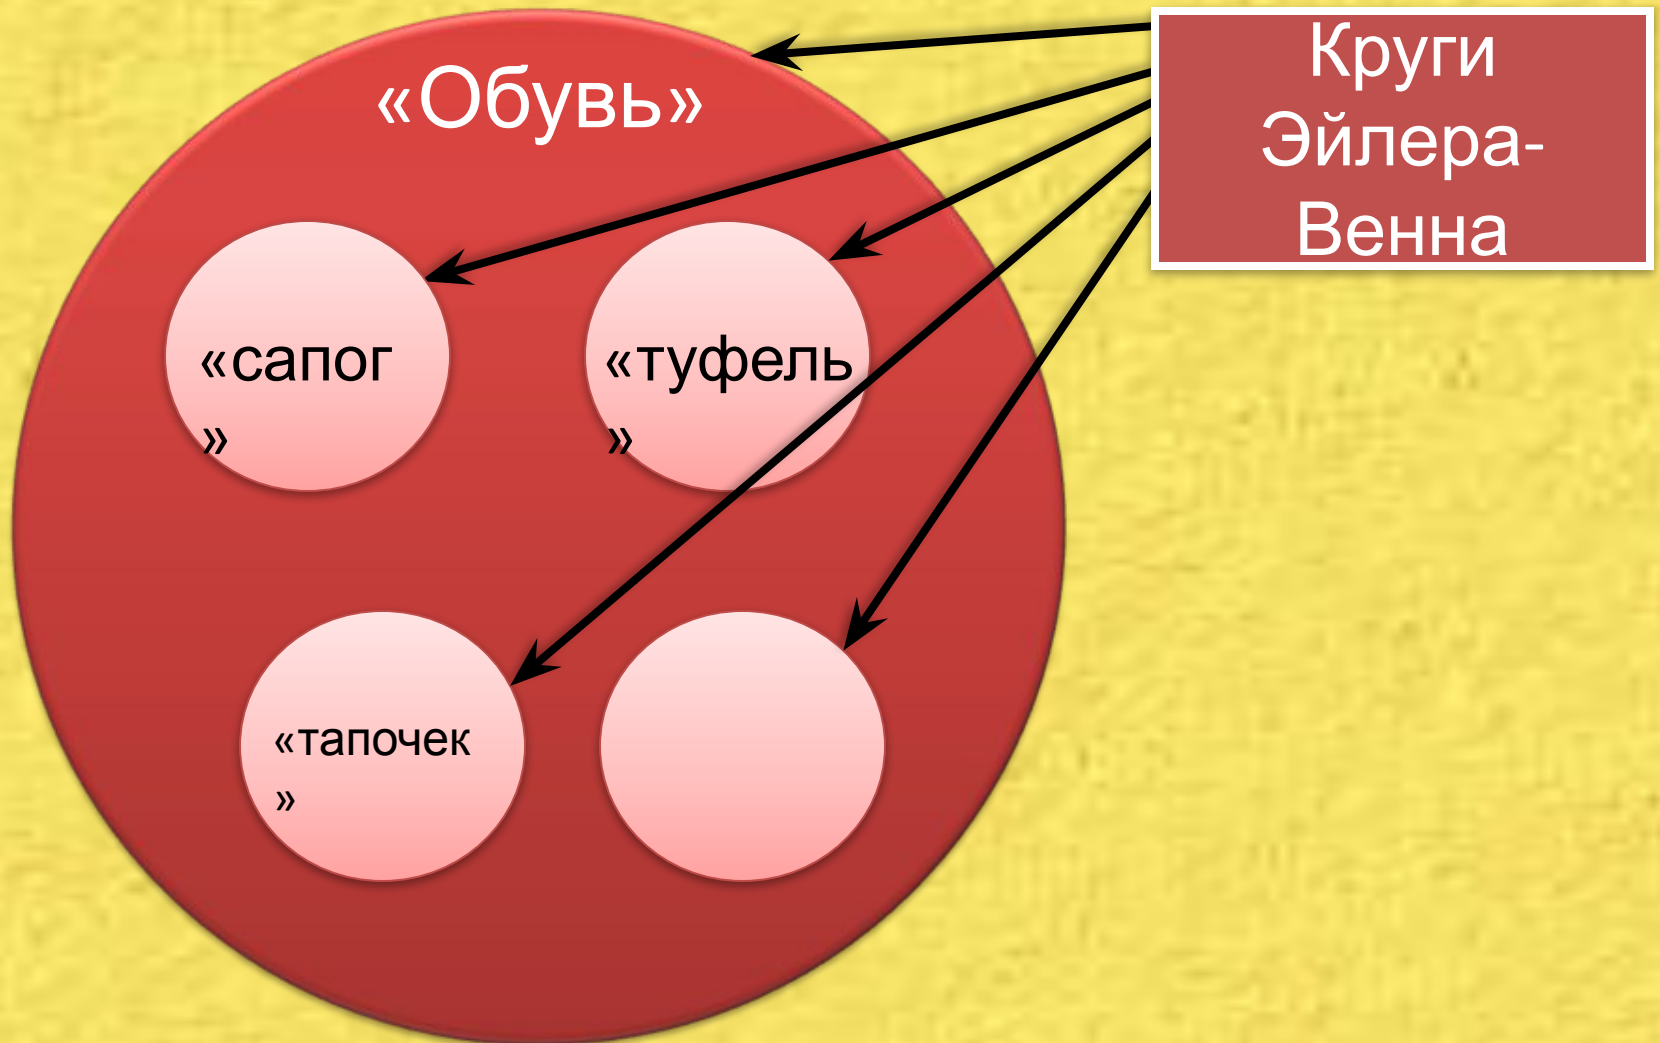 «Обувь»
Круги
Эйлера-
Венна
«сапог
»
«туфель
»
«тапочек
»